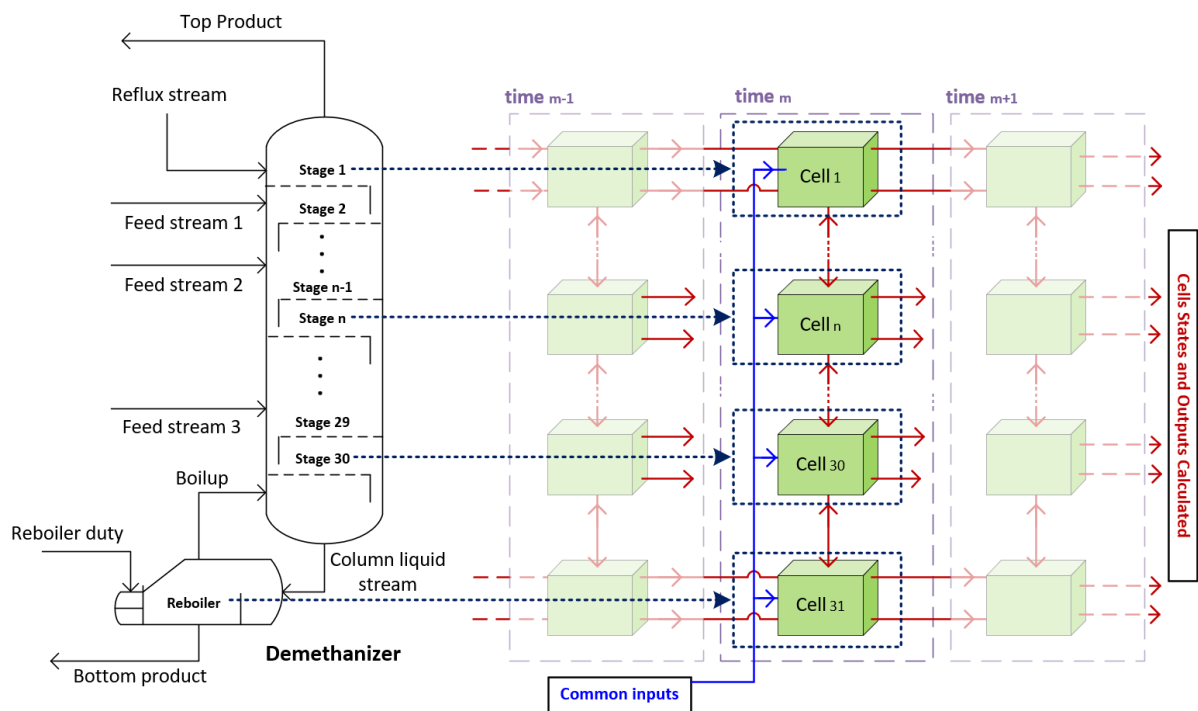 Top Product
Reflux stream
Feed stream 1
Feed stream 2
Feed stream 3
Boilup
Reboiler duty
Bottom product
Column liquid
stream
Demethanizer
Stage 1
Stage 2
Stage n-1
Stage n
Stage 29
Stage 30
Reboiler
time m-1
time m
time m+1
Cell 1
Cell n
Cell 30
Cell 31
Common inputs
Cells States and Outputs Calculated